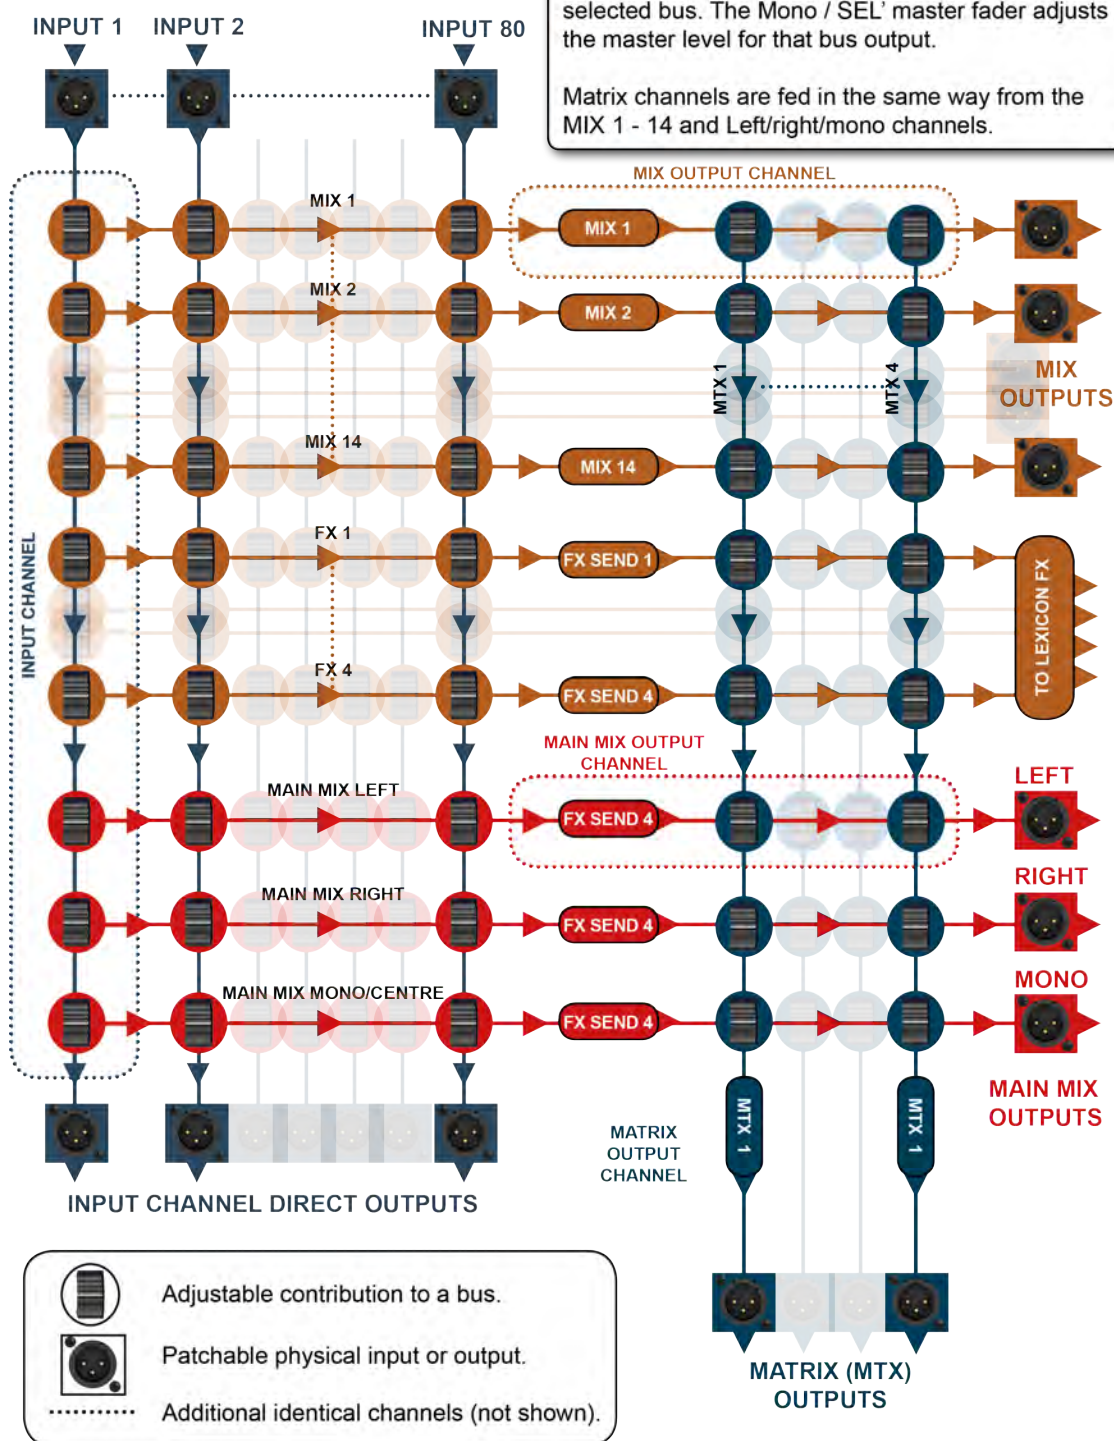 selected bus. The Mono / SEL' master fader adjusts
the master level for that bus output.
Matrix channels are fed in the same way from the
MIX 1 - 14 and Left/right/mono channels.
INPUT 1
INPUT 2
INPUT 80
MIX OUTPUT CHANNEL
MIX 1
MIX 1
MIX 2
MIX 2
MTX 1
MTX 4
MIX
OUTPUTS
MIX 14
MIX 14
INPUT CHANNEL
FX 1
FX SEND 1
TO LEXICON FX
FX 4
FX SEND 4
MAIN MIX OUTPUT
CHANNEL
MAIN MIX LEFT
FX SEND 4
LEFT
MAIN MIX RIGHT
FX SEND 4
RIGHT
MAIN MIX MONO/CENTRE
FX SEND 4
MONO
MAIN MIX
OUTPUTS
MTX 1
MTX 1
MATRIX
OUTPUT
CHANNEL
INPUT CHANNEL DIRECT OUTPUTS
Adjustable contribution to a bus.
Patchable physical input or output.
Additional identical channels (not shown).
MATRIX (MTX)
OUTPUTS